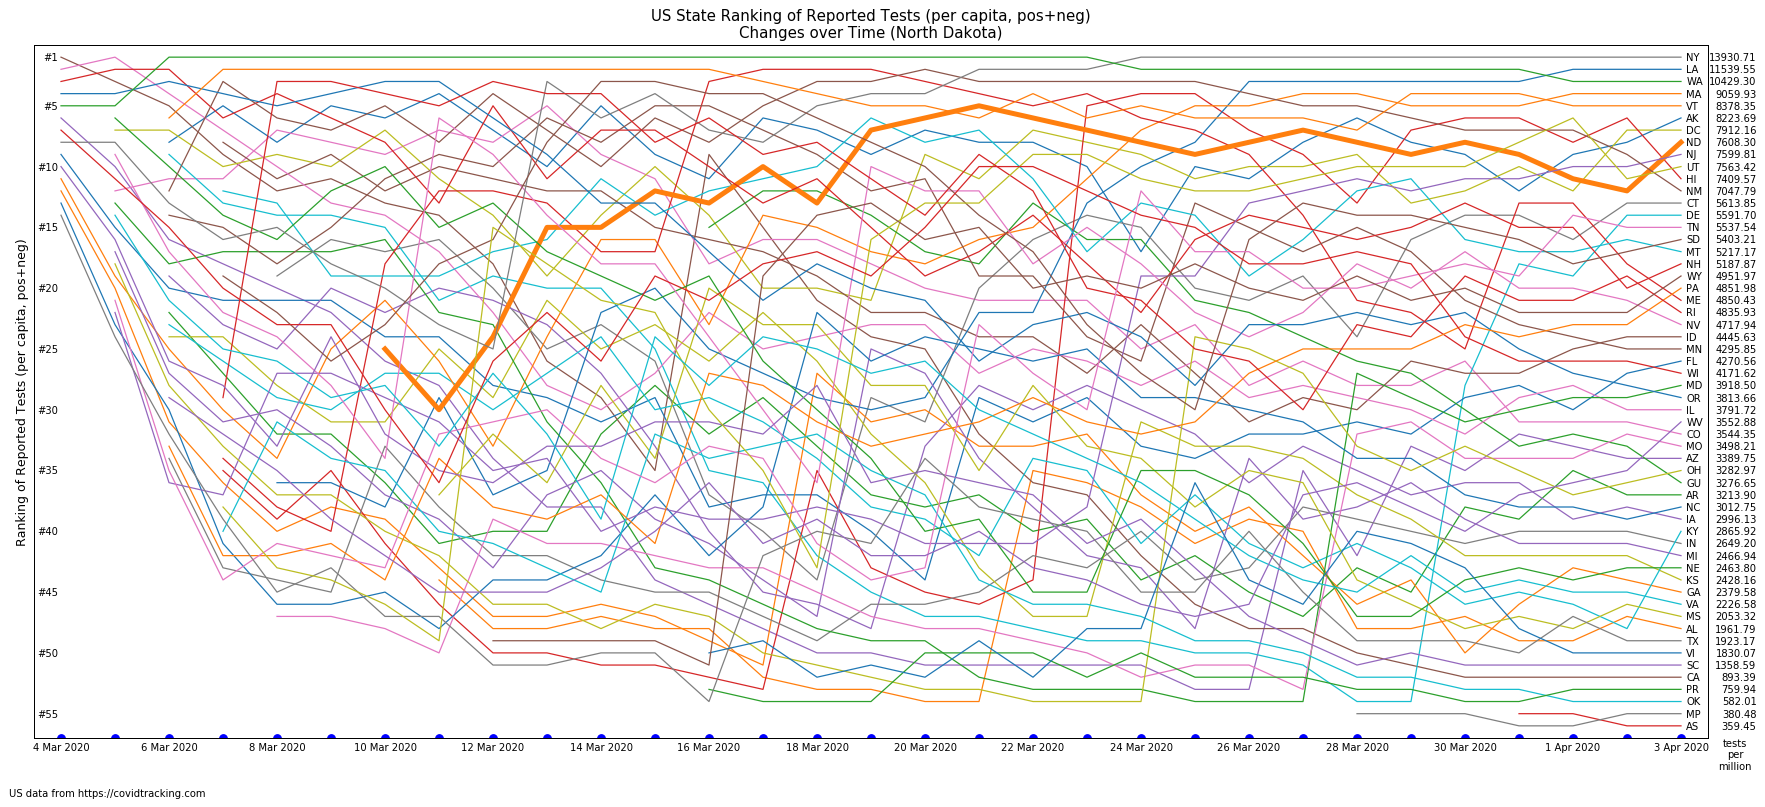 US State Ranking of Reported Tests (per capita, pos+neg)
Changes over Time (North Dakota)
Ranking of Reported Tests (per capita, pos+neg)
#1
#5
#10
#15
#20
#25
#30
#35
#40
#45
#50
#55
NY 13930.71
LA 11539.55
WA 10429.30
MA 9059.93
VT 8378.35
AK 8223.69
DC 7912.16
ND 7608.30
NJ 7599.81
UT 7563.42
HI 7409.57
NM 7047.79
CT 5613.85
DE 5591.70
TN 5537.54
SD 5403.21
MT 5217.17
NH 5187.87
WY 4951.97
PA 4851.98
ME 4850.43
RI 4835.93
NV 4717.94
ID 4445.63
MN 4295.85
FL 4270.56
WI 4171.62
MD 3918.50
OR 3813.66
IL 3791.72
WV 3552.88
CO 3544.35
MO 3498.21
AZ 3389.75
OH 3282.97
GU 3276.65
AR 3213.90
NC 3012.75
IA 2996.13
KY 2865.92
IN 2649.20
MI 2466.94
NE 2463.80
KS 2428.16
GA 2379.58
VA 2226.58
MS 2053.32
AL 1961.79
TX 1923.17
VI 1830.07
SC 1358.59
CA 893.39
PR 759.94
OK 582.01
MP 380.48
AS 359.45
4 Mar 2020
6 Mar 2020
8 Mar 2020
10 Mar 2020
12 Mar 2020
14 Mar 2020
16 Mar 2020
18 Mar 2020
20 Mar 2020
22 Mar 2020
24 Mar 2020
26 Mar 2020
28 Mar 2020
30 Mar 2020
1 Apr 2020
3 Apr 2020
tests
per
million
US data from https://covidtracking.com